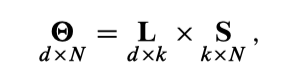 Θ = L × S ,
d×N d×k k×N